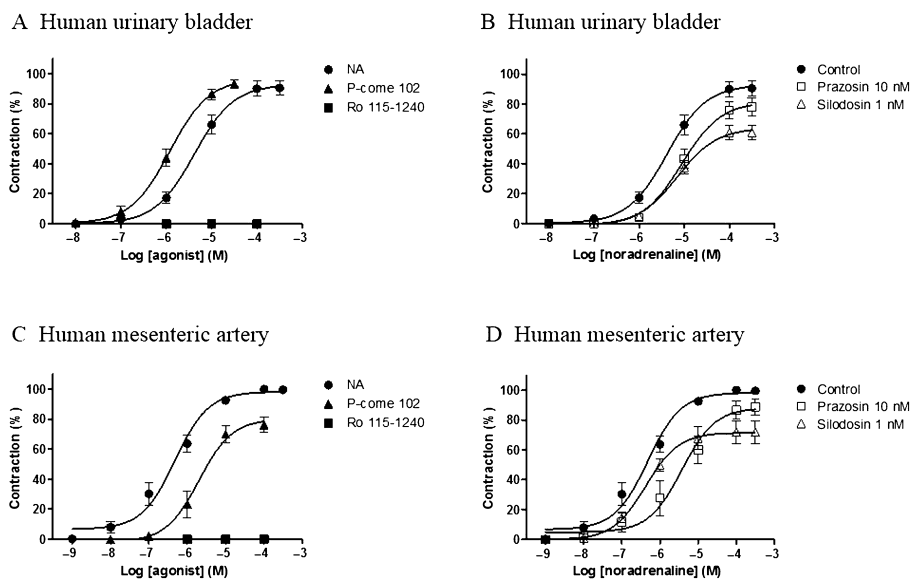 A Human urinary bladder
100
80
60
40
20
0
Contraction (%)
–8 –7 –6 –5 –4 –3
Log [agonist] (M)
NA
P-come 102
Ro 115-1240
B Human urinary bladder
100
80
60
40
20
0
Contraction (%)
–8 –7 –6 –5 –4 –3
Log [noradrenaline] (M)
Control
Prazosin 10 nM
Silodosin 1 nM
C Human mesenteric artery
100
80
60
40
20
0
Contraction (%)
–9 –8 –7 –6 –5 –4 –3
Log [agonist] (M)
NA
P-come 102
Ro 115-1240
D Human mesenteric artery
100
80
60
40
20
0
Contraction (%)
–9 –8 –7 –6 –5 –4 –3
Log [noradrenaline] (M)
Control
Prazosin 10 nM
Silodosin 1 nM